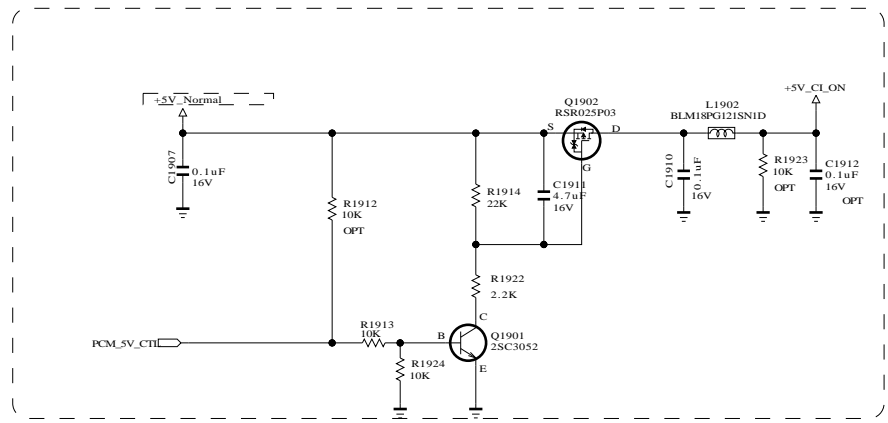 +5V_Normal
C1907
0.1uF
16V
R1912
10K
OPT
PCM_5V_CTL
R1913
10K
R1924
10K
R1914
22K
R1922
2.2K
B
C
E
Q1901
2SC3052
C1911
4.7uF
16V
Q1902
RSR025P03
S
D
G
C1910
0.1uF
16V
L1902
BLM18PG121SN1D
R1923
10K
OPT
+5V_CI_ON
C1912
0.1uF
16V
OPT